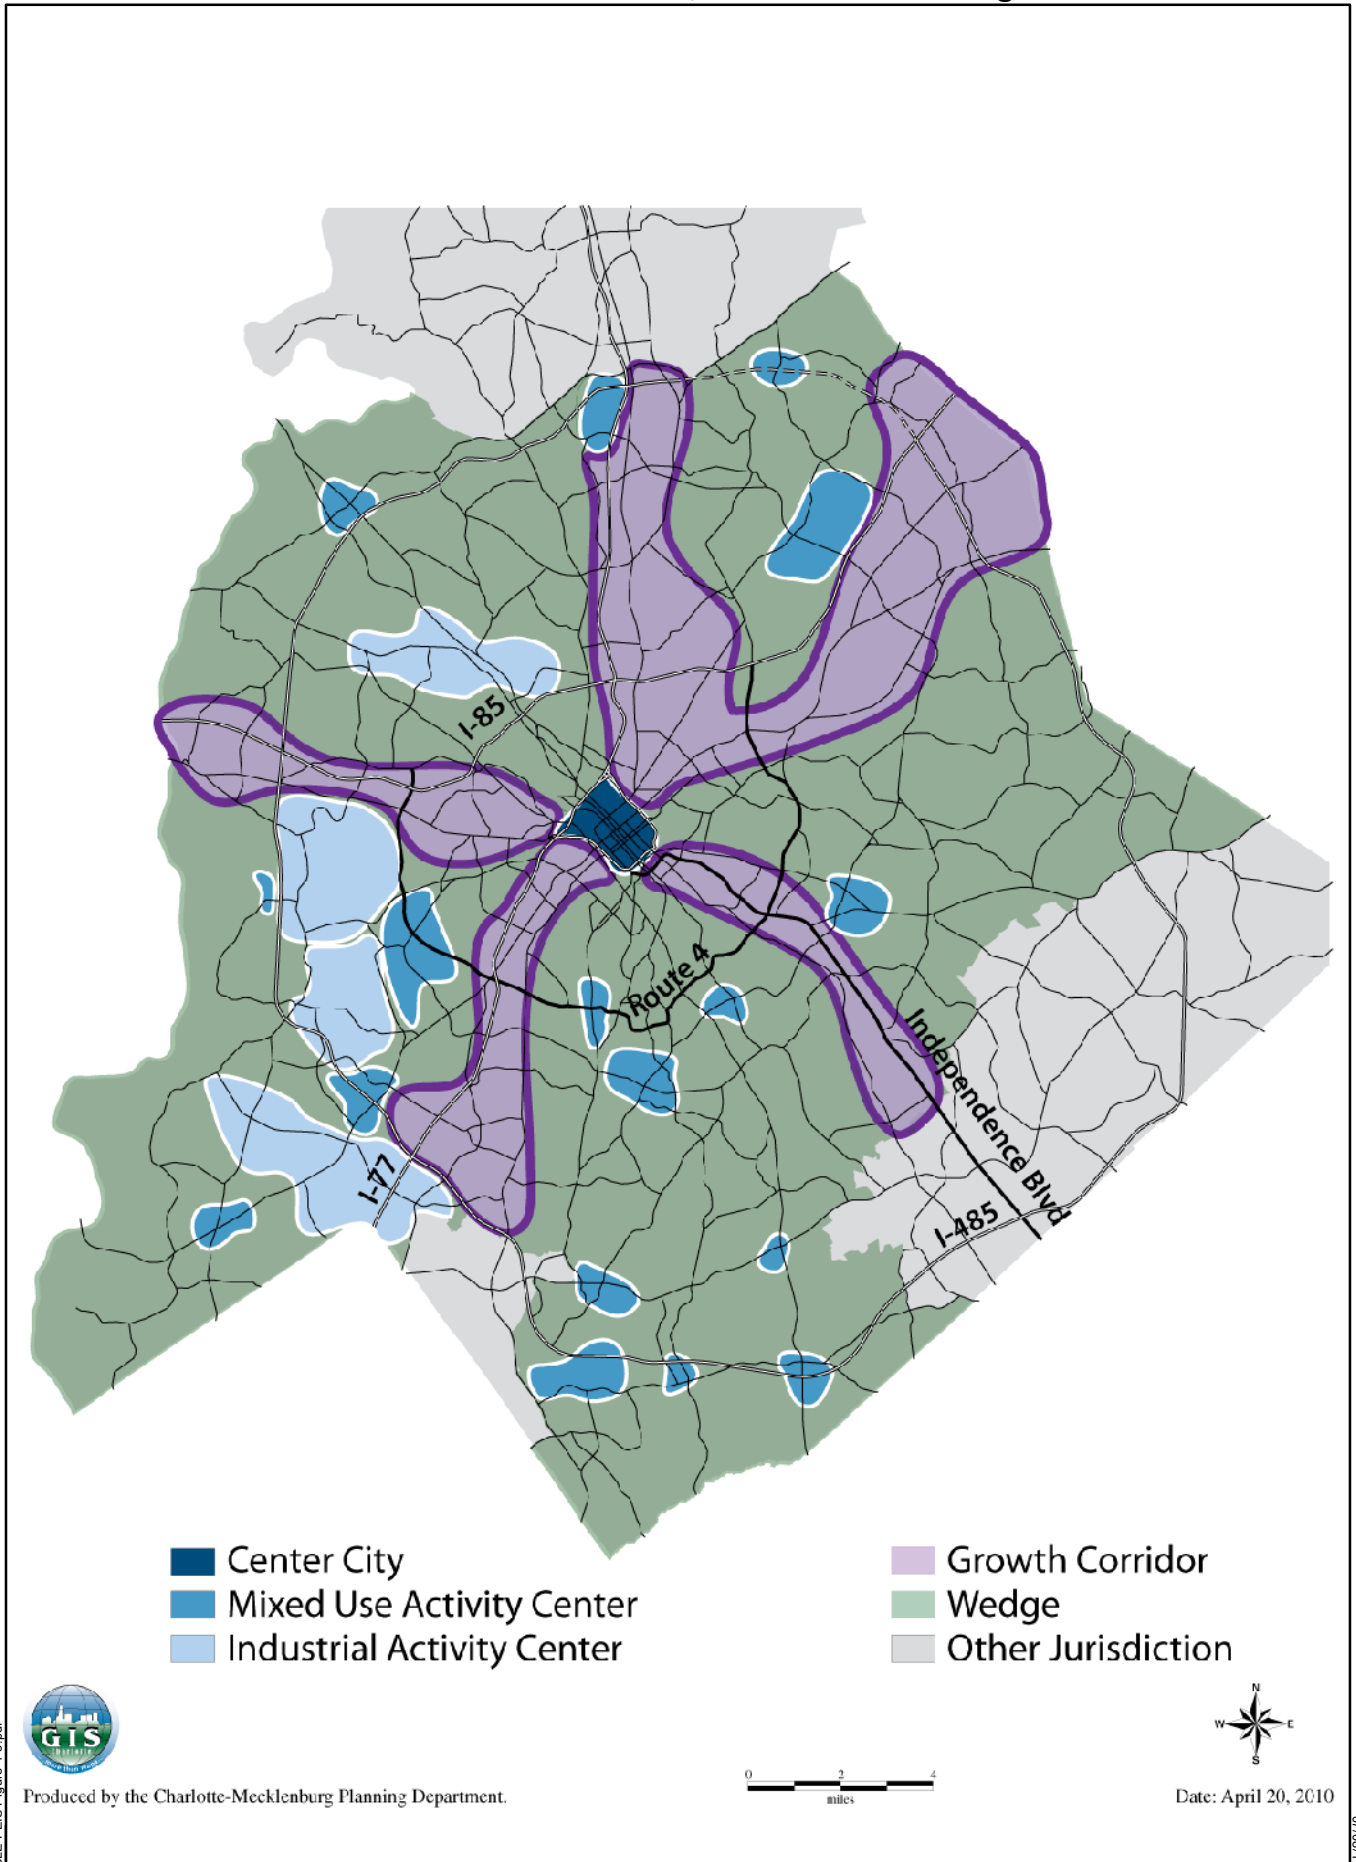 I-85
Route 4
Independence Blvd
I-77
I-485
Center City
Mixed Use Activity Center
Industrial Activity Center
Growth Corridor
Wedge
Other Jurisdiction
GIS
N
W E
S
0 2 4
miles
Produced by the Charlotte-Mecklenburg Planning Department.
Date: April 20, 2010